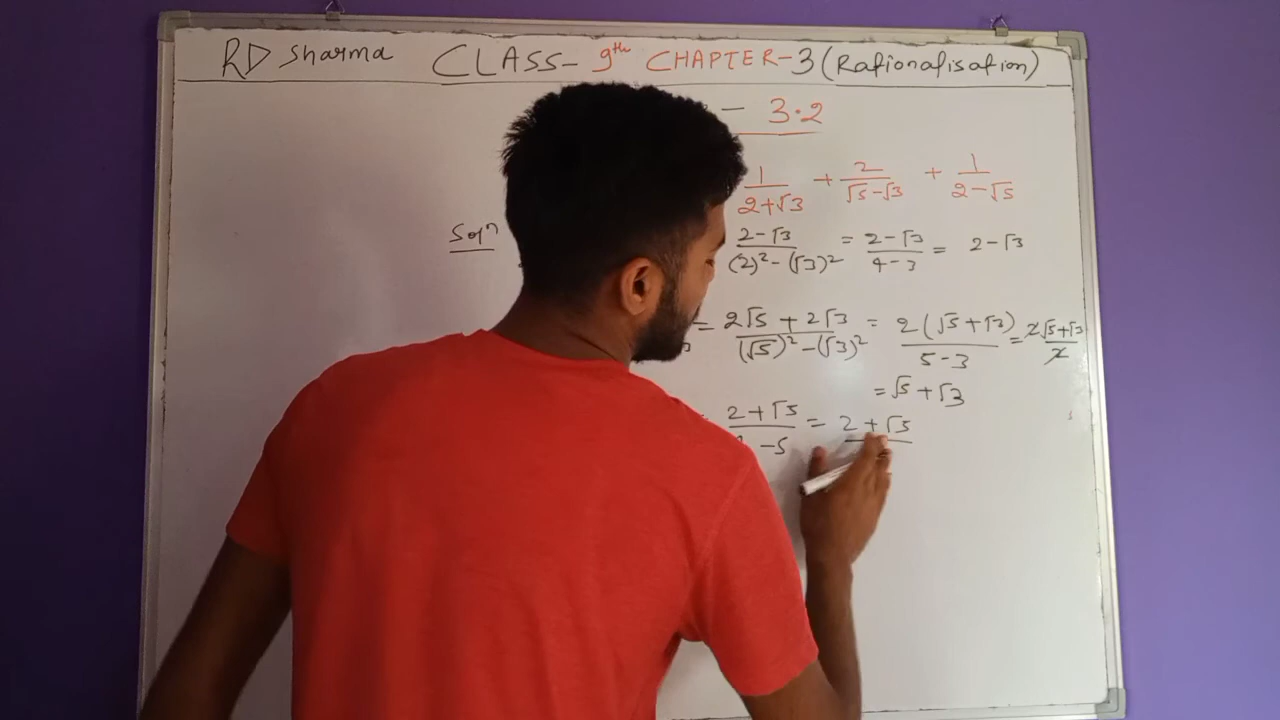 RD Sharma CLASS- 9th CHAPTER-3 (Rationalisation)
- 3.2
1/(2+√3) + 2/(√5-√3) + 1/(2-√5)
Solⁿ
(2-√3)/((2)²-(√3)²) = (2-√3)/(4-3) = 2-√3
= (2√5+2√3)/((√5)²-(√3)²) = 2(√5+√3)/(5-3) = 2√5+√3/2
= √5+√3
(2+√5)/-5 = 2+√5